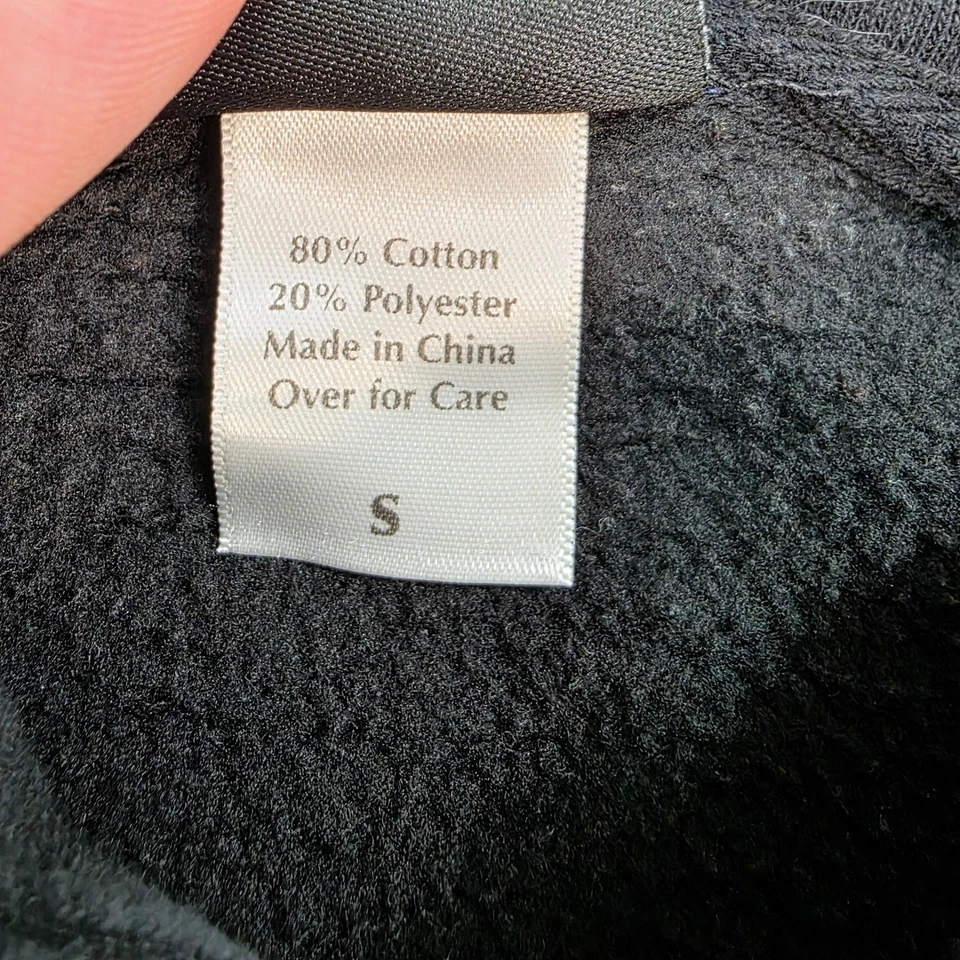 80% Cotton
20% Polyester
Made in China
Over for Care
S